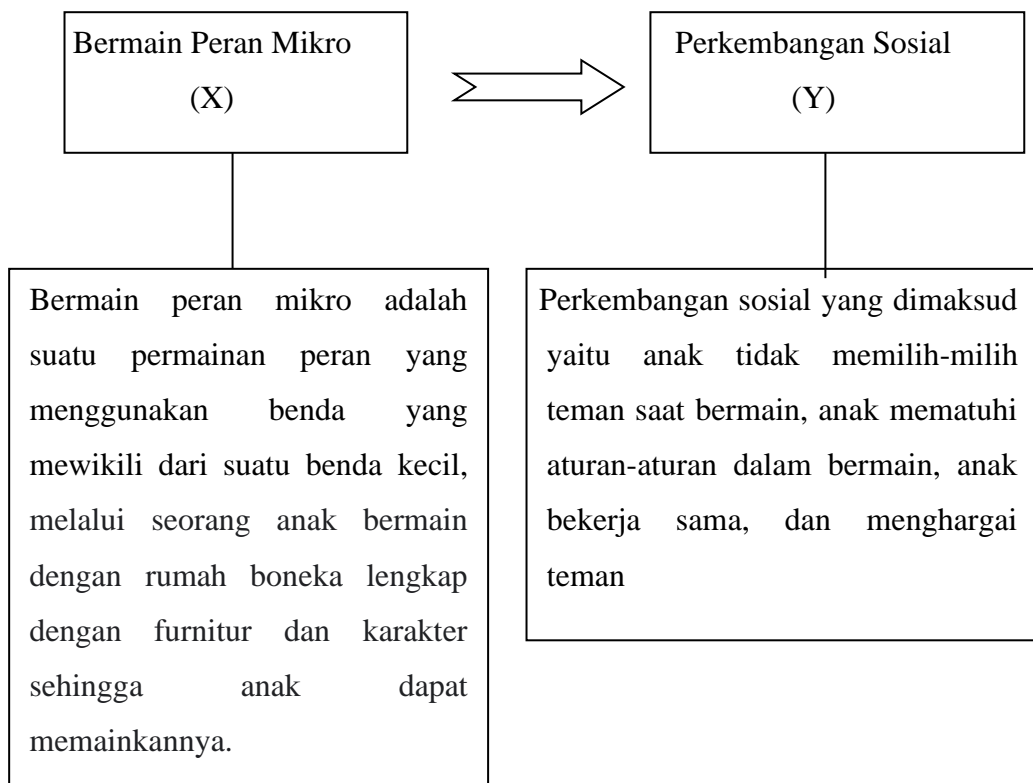 Bermain Peran Mikro
(X)
Perkembangan Sosial
(Y)
Bermain peran mikro adalah
suatu permainan peran yang
menggunakan benda yang
mewikili dari suatu benda kecil,
melalui seorang anak bermain
dengan rumah boneka lengkap
dengan furnitur dan karakter
sehingga anak dapat
memainkannya.
Perkembangan sosial yang dimaksud
yaitu anak tidak memilih-milih
teman saat bermain, anak mematuhi
aturan-aturan dalam bermain, anak
bekerja sama, dan menghargai
teman